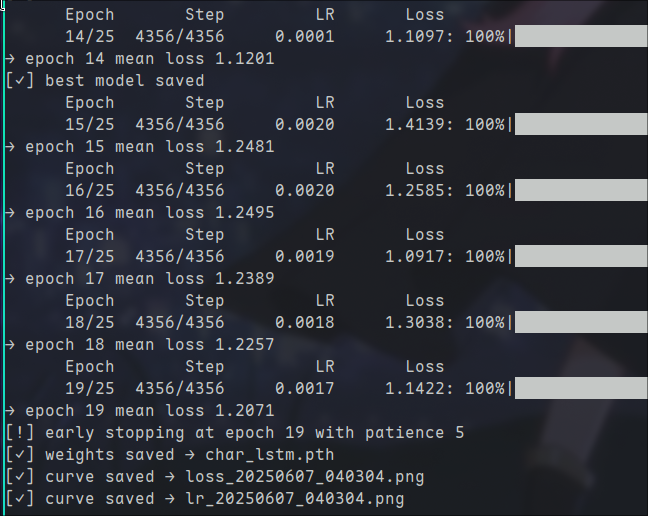 Epoch Step LR Loss
14/25 4356/4356 0.0001 1.1097: 100%|
→ epoch 14 mean loss 1.1201
[✓] best model saved
Epoch Step LR Loss
15/25 4356/4356 0.0020 1.4139: 100%|
→ epoch 15 mean loss 1.2481
Epoch Step LR Loss
16/25 4356/4356 0.0020 1.2585: 100%|
→ epoch 16 mean loss 1.2495
Epoch Step LR Loss
17/25 4356/4356 0.0019 1.0917: 100%|
→ epoch 17 mean loss 1.2389
Epoch Step LR Loss
18/25 4356/4356 0.0018 1.3038: 100%|
→ epoch 18 mean loss 1.2257
Epoch Step LR Loss
19/25 4356/4356 0.0017 1.1422: 100%|
→ epoch 19 mean loss 1.2071
[!] early stopping at epoch 19 with patience 5
[✓] weights saved → char_lstm.pth
[✓] curve saved → loss_20250607_040304.png
[✓] curve saved → lr_20250607_040304.png